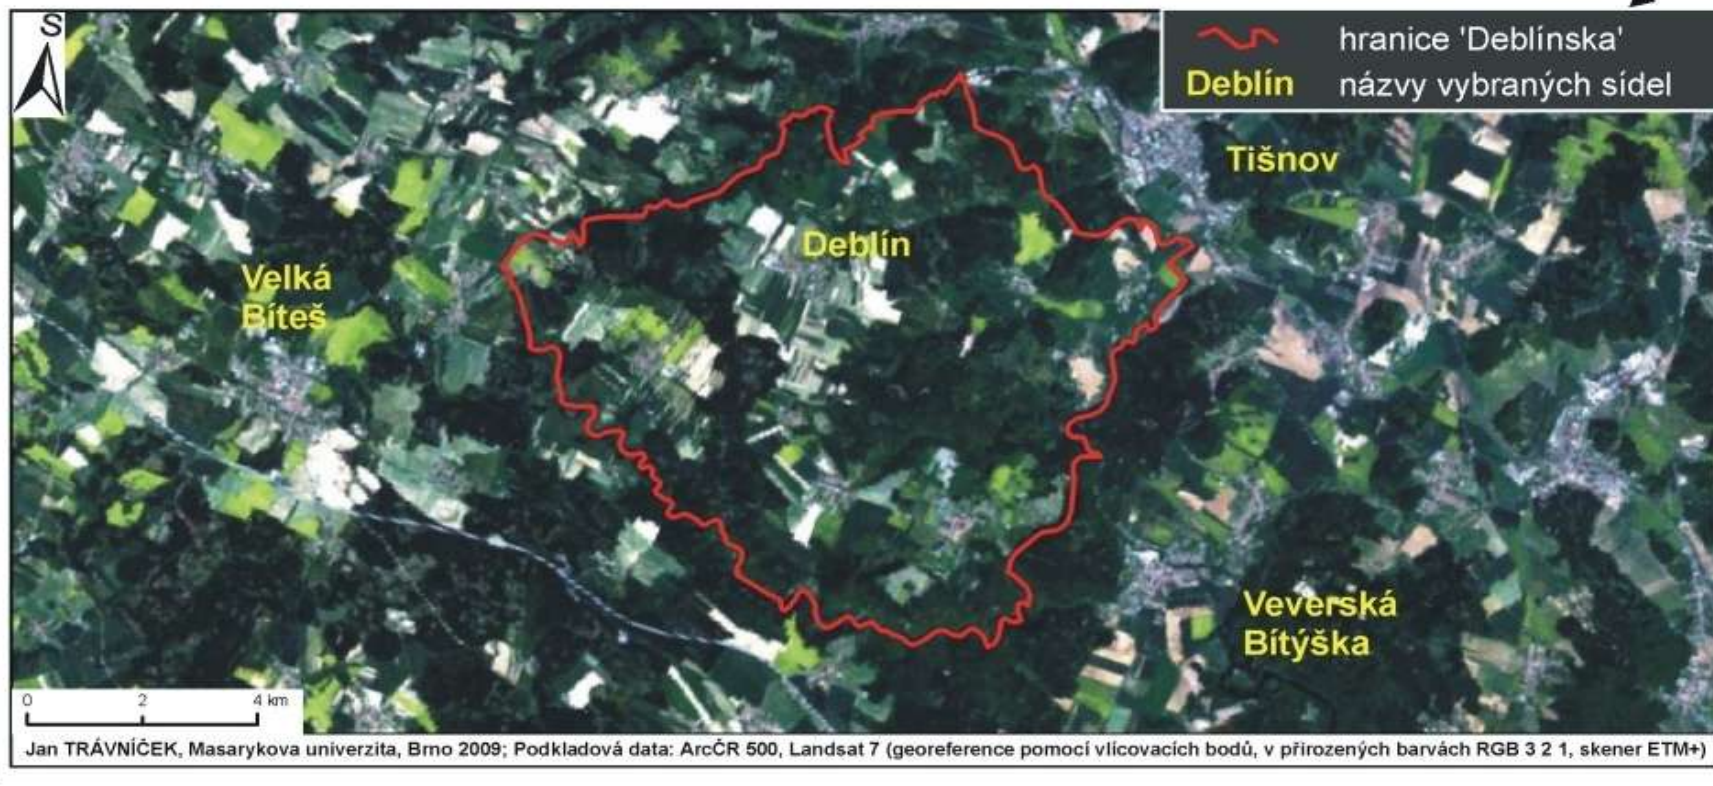 S
hranice 'Deblínska'
Deblín názvy vybraných sídel
Tišnov
Deblín
Velká
Bíteš
Veverská
Bítýška
0 2 4 km
Jan TRÁVNÍČEK, Masarykova univerzita, Brno 2009; Podkladová data: ArcČR 500, Landsat 7 (georeference pomocí vlícovacích bodů, v přirozených barvách RGB 3 2 1, skener ETM+)